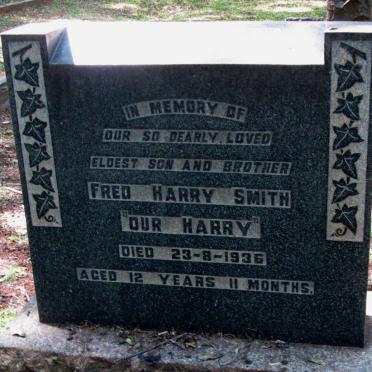 IN MEMORY OF
OUR SO DEARLY LOVED
ELDEST SON AND BROTHER
FRED HARRY SMITH
"OUR HARRY"
DIED 23-8-1936
AGED 12 YEARS 11 MONTHS.